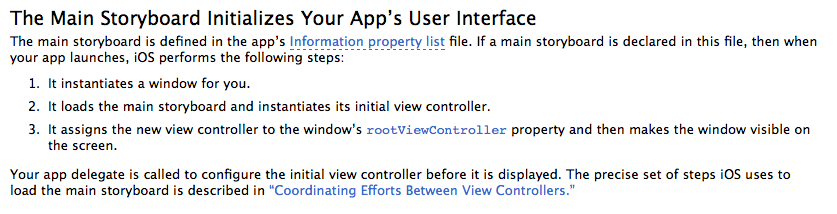 The Main Storyboard Initializes Your App's User Interface
The main storyboard is defined in the app's Information property list file. If a main storyboard is declared in this file, then when
your app launches, iOS performs the following steps:
1. It instantiates a window for you.
2. It loads the main storyboard and instantiates its initial view controller.
3. It assigns the new view controller to the window's rootViewController property and then makes the window visible on
the screen.
Your app delegate is called to configure the initial view controller before it is displayed. The precise set of steps iOS uses to
load the main storyboard is described in “Coordinating Efforts Between View Controllers.”